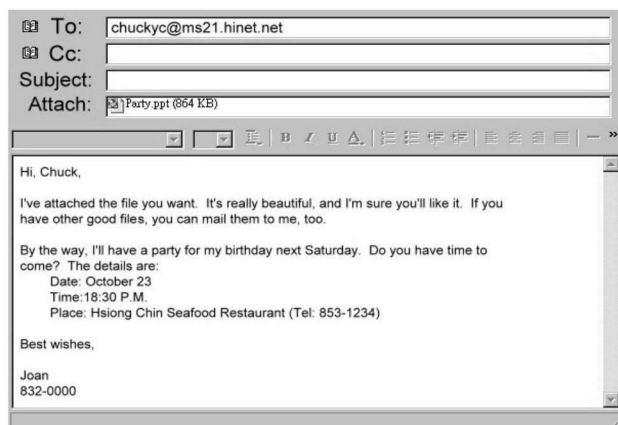 To: chuckyc@ms21.hinet.net
Cc:
Subject:
Attach: Party.ppt (864 KB)
B I U A
Hi, Chuck,
I've attached the file you want. It's really beautiful, and I'm sure you'll like it. If you
have other good files, you can mail them to me, too.
By the way, I'll have a party for my birthday next Saturday. Do you have time to
come? The details are:
Date: October 23
Time:18:30 P.M.
Place: Hsiong Chin Seafood Restaurant (Tel: 853-1234)
Best wishes,
Joan
832-0000